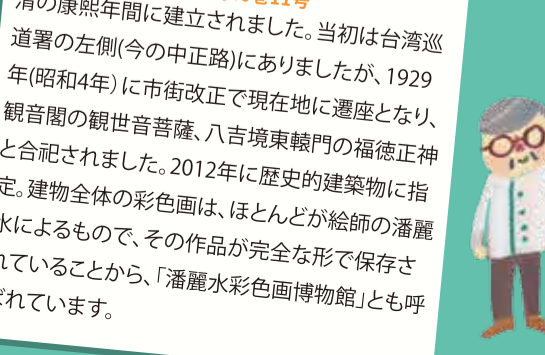 巷11号
清の康熙年間に建立されました。当初は台湾巡
道署の左側(今の中正路)にありましたが、1929
年(昭和4年)に市街改正で現在地に遷座となり、
観音閣の観世音菩薩、八吉境東轅門の福徳正神
と合祀されました。2012年に歴史的建築物に指
定。建物全体の彩色画は、ほとんどが絵師の潘麗
水によるもので、その作品が完全な形で保存さ
れていることから、「潘麗水彩色画博物館」とも呼
ばれています。